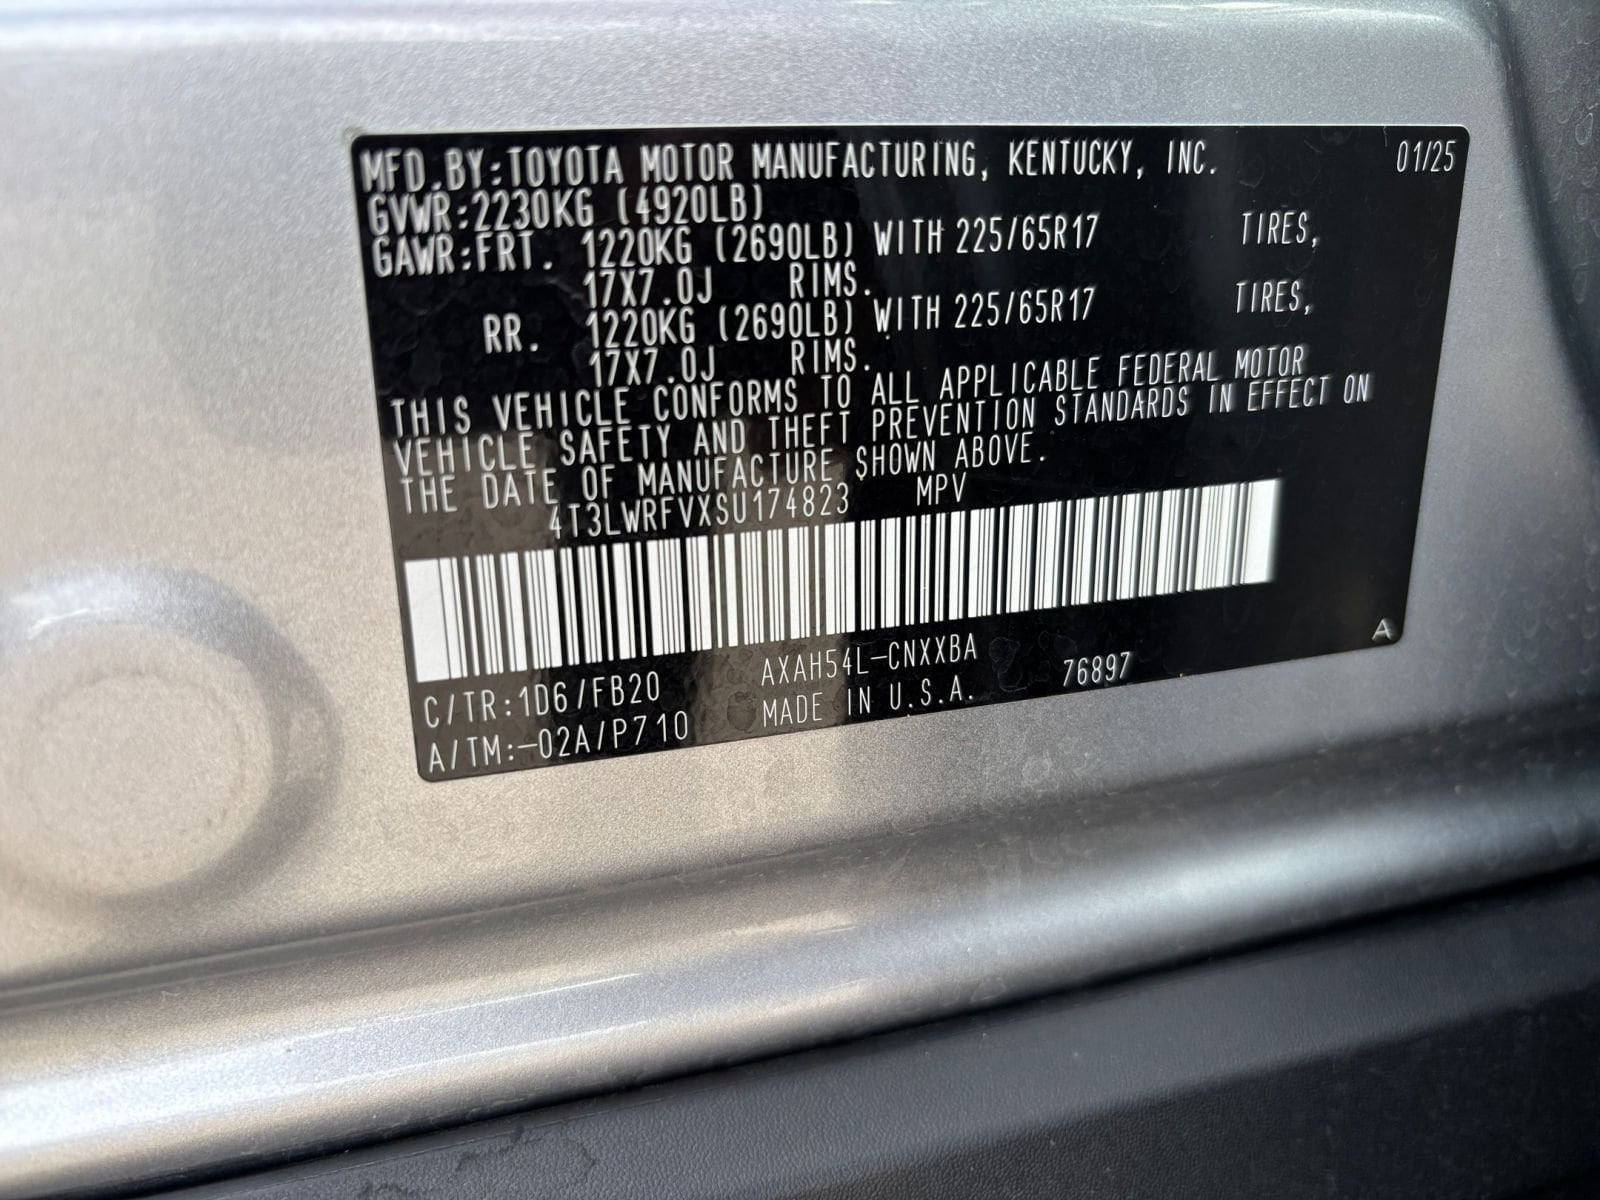 MFD.BY:TOYOTA MOTOR MANUFACTURING, KENTUCKY, INC. 01/25
GVWR:2230KG (4920LB)
GAWR:FRT. 1220KG (2690LB) WITH 225/65R17 TIRES,
17X7.0J RIMS.
RR. 1220KG (2690LB) WITH 225/65R17 TIRES,
17X7.0J RIMS.
THIS VEHICLE CONFORMS TO ALL APPLICABLE FEDERAL MOTOR
VEHICLE SAFETY AND THEFT PREVENTION STANDARDS IN EFFECT ON
THE DATE OF MANUFACTURE SHOWN ABOVE.
4T3LWRFVXSU174823 MPV
C/TR:1D6/FB20 AXAH54L-CNXXBA A
A/TM:-02A/P710 MADE IN U.S.A. 76897